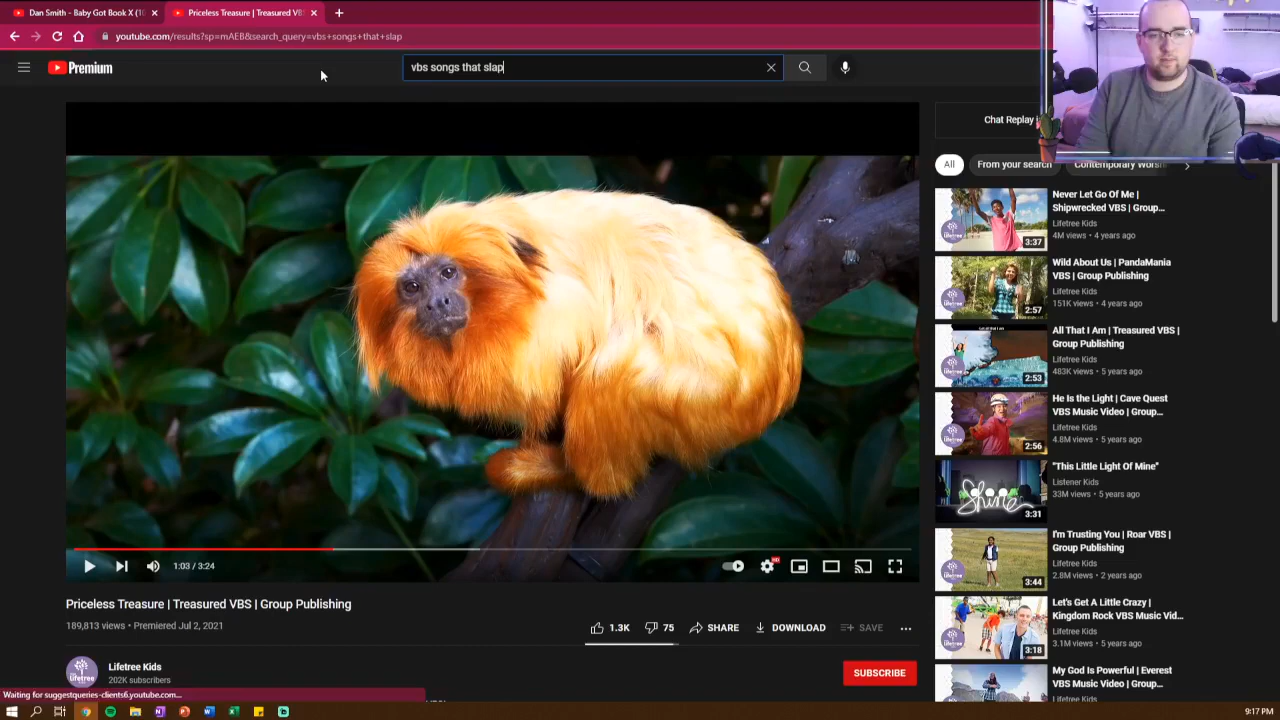 Dan Smith - Baby Got Book X (1
Priceless Treasure | Treasured VB
youtube.com/results?sp=mAEB&search_query=vbs+songs+that+slap
Premium
vbs songs that slap
Chat Replay
All
From your search
Contemporary Worsh
Never Let Go Of Me |
Shipwrecked VBS | Group...
Lifetree Kids
4M views • 4 years ago
3:37
Wild About Us | PandaMania
VBS | Group Publishing
Lifetree Kids
151K views • 4 years ago
2:57
All That I Am | Treasured VBS |
Group Publishing
Lifetree Kids
483K views • 5 years ago
2:53
He Is the Light | Cave Quest
VBS Music Video | Group...
Lifetree Kids
4.8M views • 5 years ago
2:56
"This Little Light Of Mine"
Listener Kids
33M views • 5 years ago
Shine
3:31
I'm Trusting You | Roar VBS |
Group Publishing
Lifetree Kids
2.8M views • 2 years ago
3:44
Let's Get A Little Crazy |
Kingdom Rock VBS Music Vid...
Lifetree Kids
3.1M views • 5 years ago
3:18
My God Is Powerful | Everest
VBS Music Video | Group...
Lifetree Kids
1:03 / 3:24
HD
Priceless Treasure | Treasured VBS | Group Publishing
189,813 views • Premiered Jul 2, 2021
1.3K
75
SHARE
DOWNLOAD
SAVE
Lifetree Kids
202K subscribers
SUBSCRIBE
Waiting for suggestqueries-clients6.youtube.com...
9:17 PM